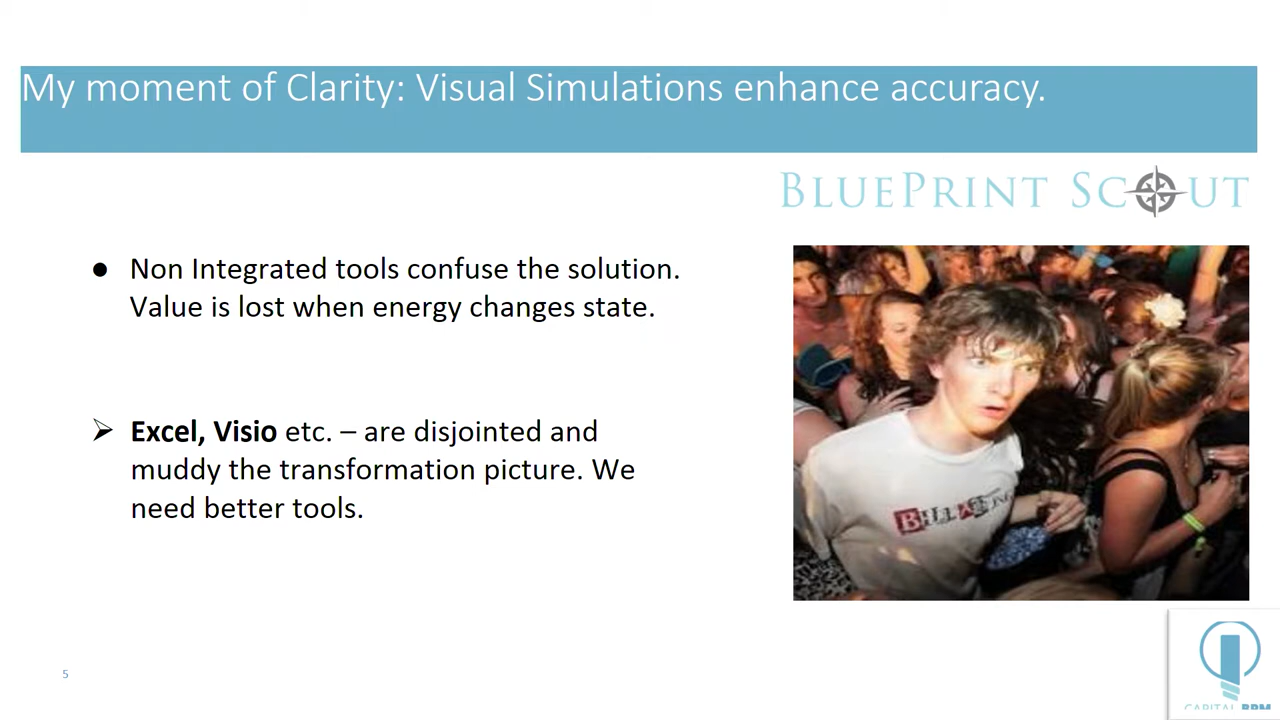 My moment of Clarity: Visual Simulations enhance accuracy.
BLUEPRINT SCOUT
● Non Integrated tools confuse the solution.
Value is lost when energy changes state.
➢ Excel, Visio etc. – are disjointed and
muddy the transformation picture. We
need better tools.
5
CAPITAL BPM